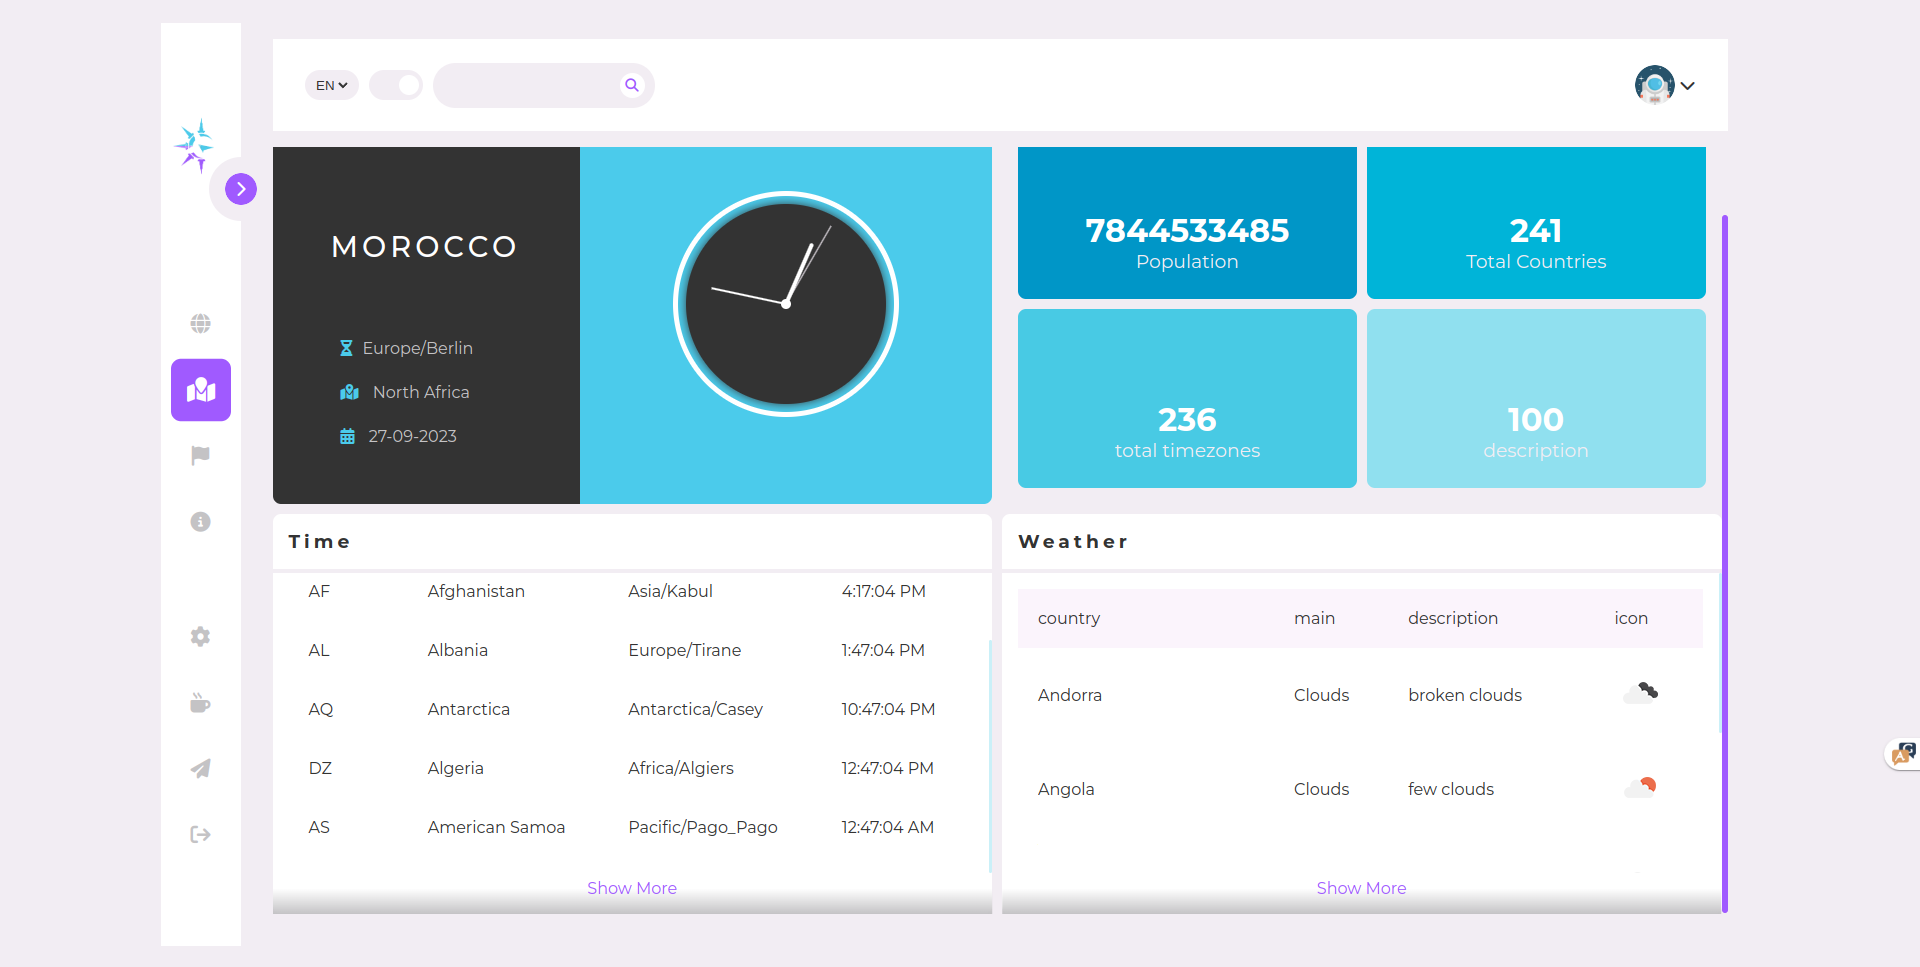 EN
MOROCCO
Europe/Berlin
North Africa
27-09-2023
7844533485
Population
241
Total Countries
236
total timezones
100
description
Time
AF Afghanistan Asia/Kabul 4:17:04 PM
AL Albania Europe/Tirane 1:47:04 PM
AQ Antarctica Antarctica/Casey 10:47:04 PM
DZ Algeria Africa/Algiers 12:47:04 PM
AS American Samoa Pacific/Pago_Pago 12:47:04 AM
Show More
Weather
country main description icon
Andorra Clouds broken clouds
Angola Clouds few clouds
Show More
A G